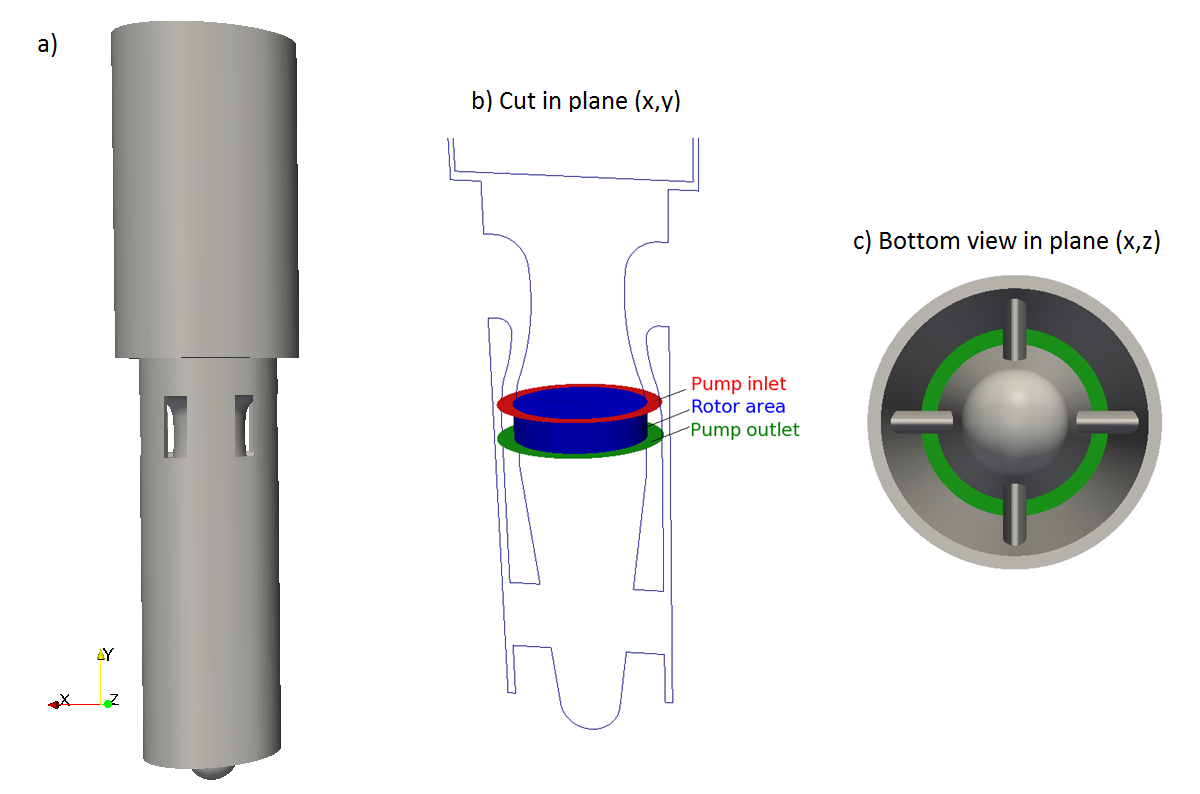 a)
b) Cut in plane (x,y)
c) Bottom view in plane (x,z)
Pump inlet
Rotor area
Pump outlet
Y
X
Z